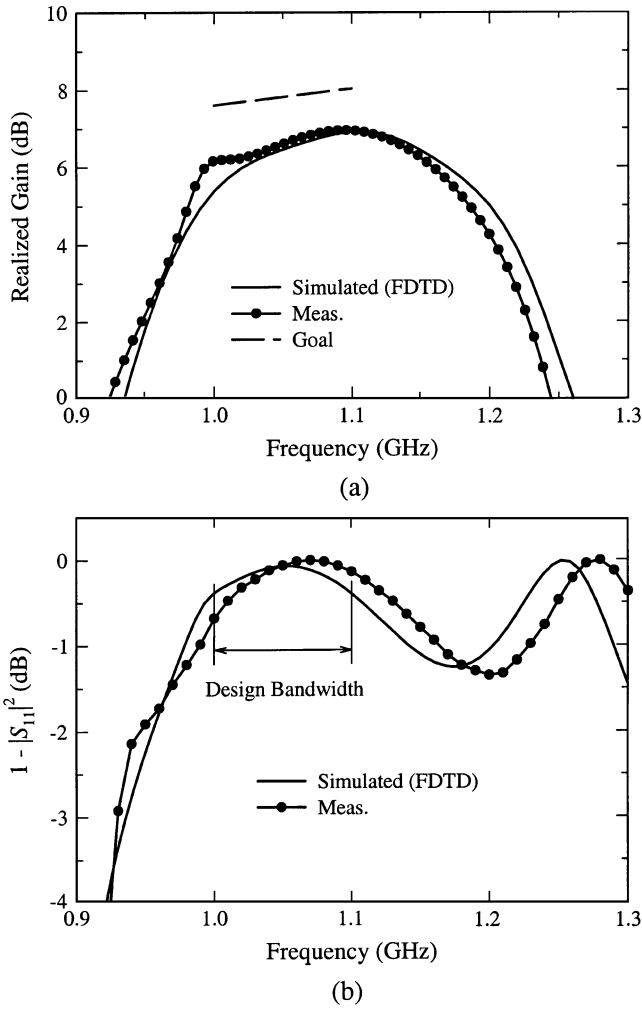 10
8
6
4
2
0
Realized Gain (dB)
Simulated (FDTD)
Meas.
Goal
0.9 1.0 1.1 1.2 1.3
Frequency (GHz)
(a)
0
-1
-2
-3
-4
1 - |S11|2 (dB)
Design Bandwidth
Simulated (FDTD)
Meas.
0.9 1.0 1.1 1.2 1.3
Frequency (GHz)
(b)